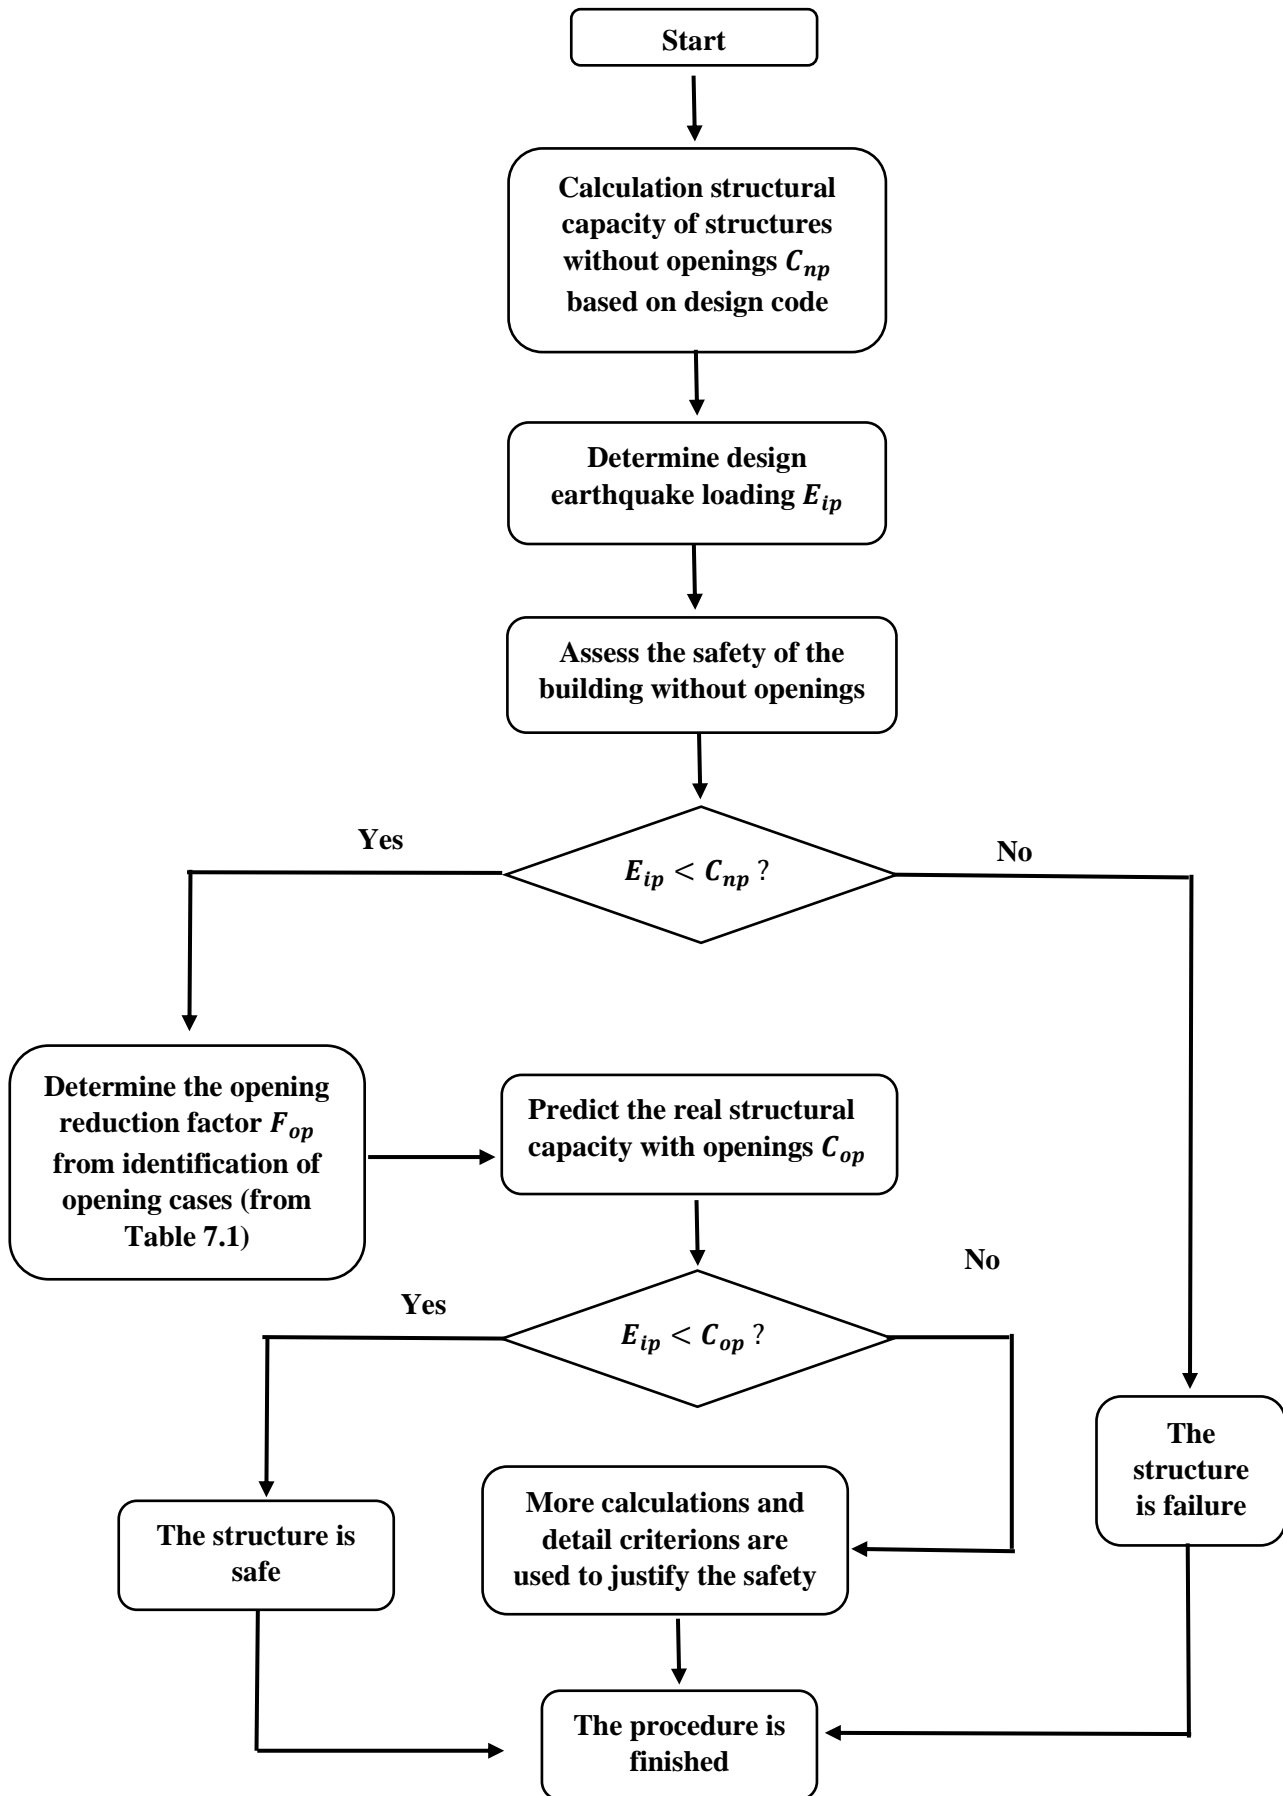 Start
Calculation structural
capacity of structures
without openings C_np
based on design code
Determine design
earthquake loading E_ip
Assess the safety of the
building without openings
Yes
No
E_ip < C_np ?
Determine the opening
reduction factor F_op
from identification of
opening cases (from
Table 7.1)
Predict the real structural
capacity with openings C_op
No
Yes
E_ip < C_op ?
The
structure
is failure
More calculations and
detail criterions are
used to justify the safety
The structure is
safe
The procedure is
finished